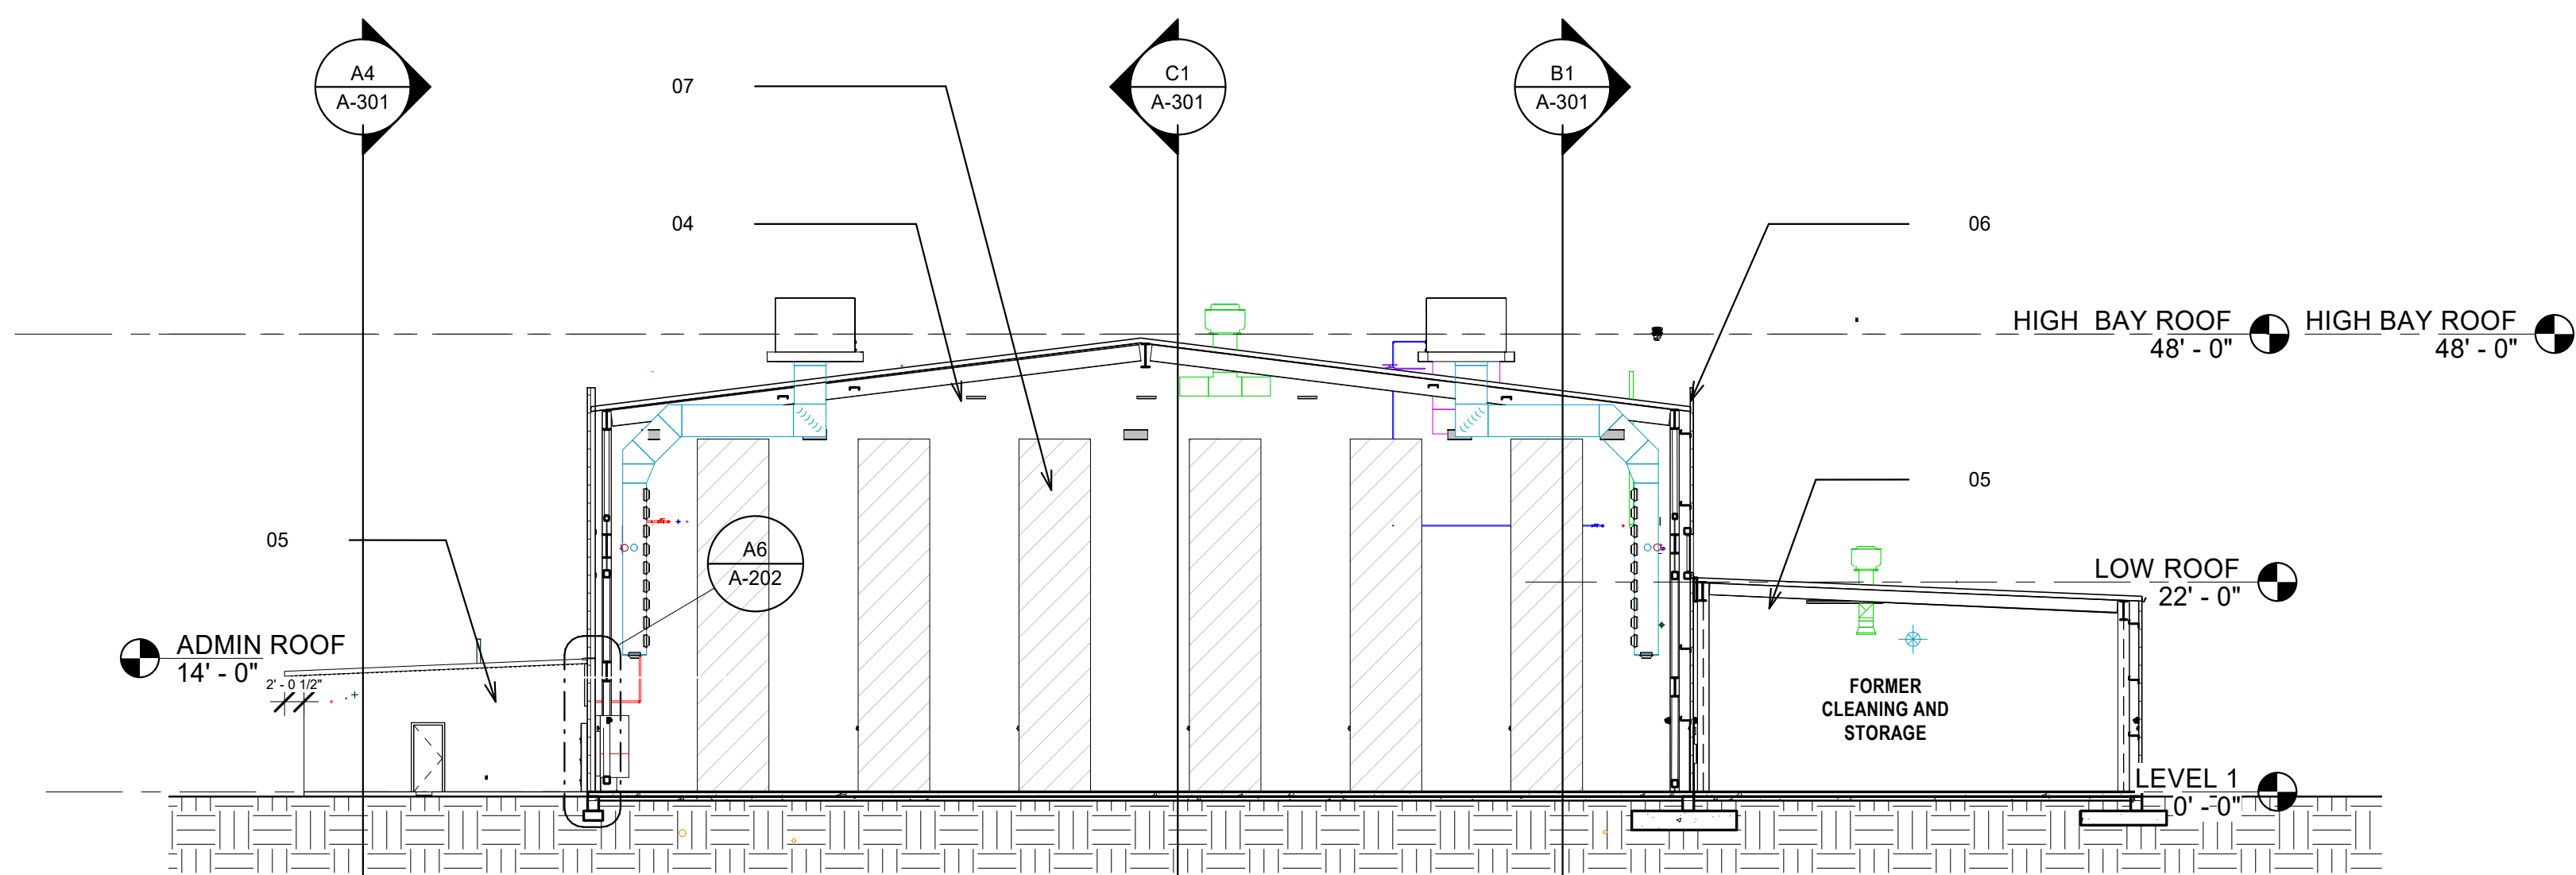 A4
A-301
C1
A-301
B1
A-301
07
04
06
HIGH  BAY ROOF
48' - 0"
HIGH BAY ROOF
48' - 0"
05
05
A6
A-202
LOW ROOF
22' - 0"
ADMIN ROOF
14' - 0"
2' - 0 1/2"
FORMER
CLEANING AND
STORAGE
LEVEL 1
0' - 0"